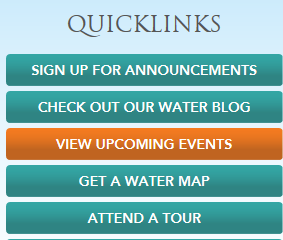 QUICKLINKS
SIGN UP FOR ANNOUNCEMENTS
CHECK OUT OUR WATER BLOG
VIEW UPCOMING EVENTS
GET A WATER MAP
ATTEND A TOUR